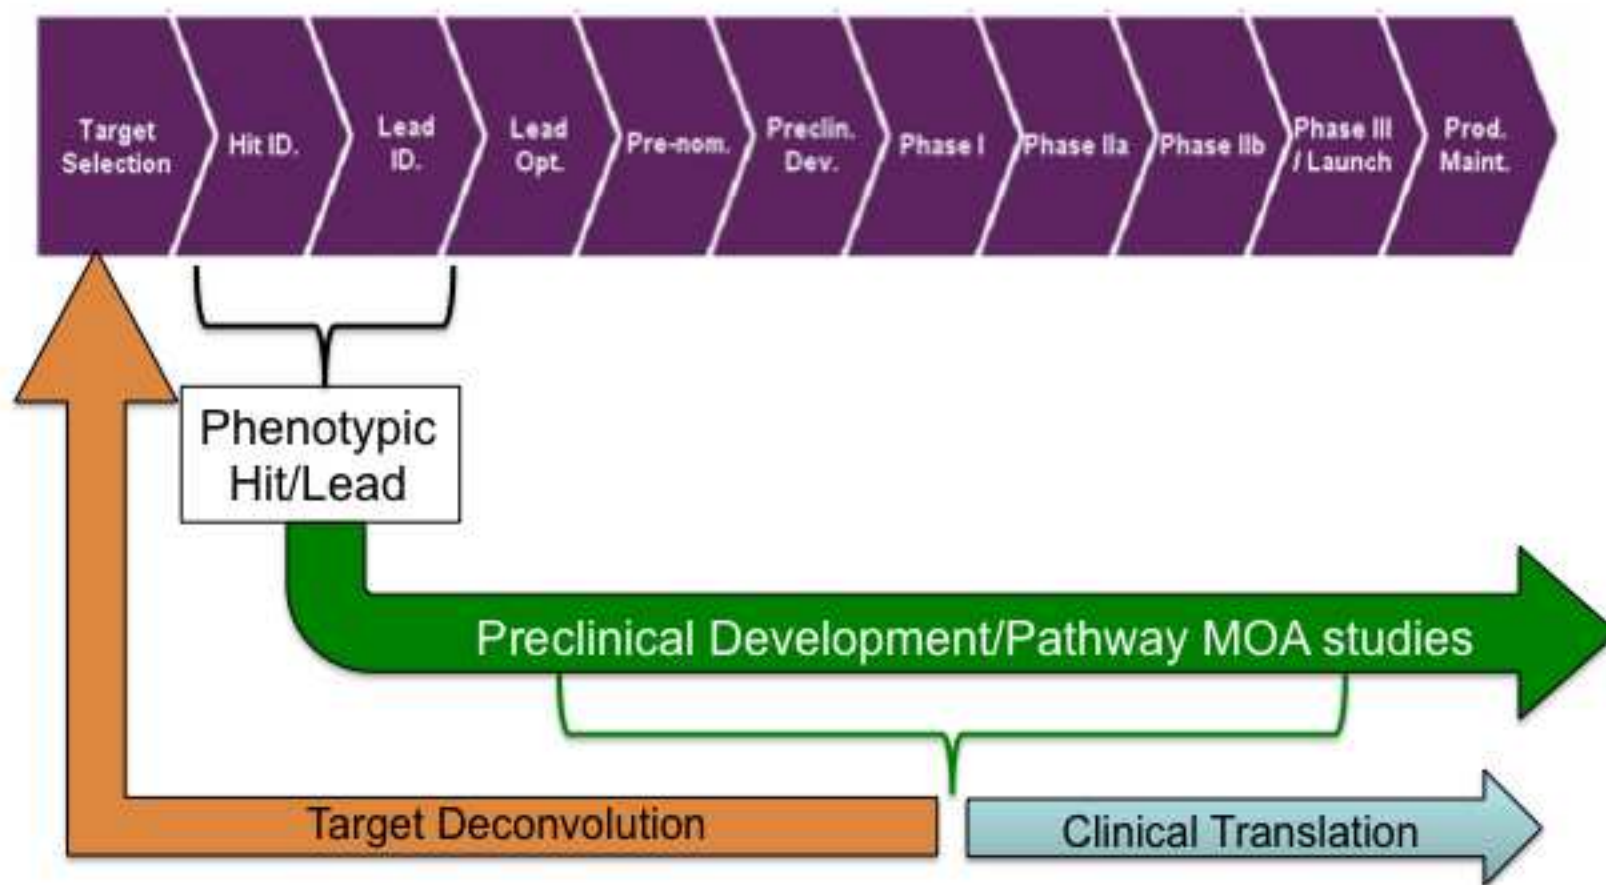 Target
Selection
Hit ID.
Lead
ID.
Lead
Opt.
Pre-nom.
Preclin.
Dev.
Phase I
Phase IIa
Phase IIb
Phase III
/ Launch
Prod.
Maint.
Phenotypic
Hit/Lead
Preclinical Development/Pathway MOA studies
Target Deconvolution
Clinical Translation